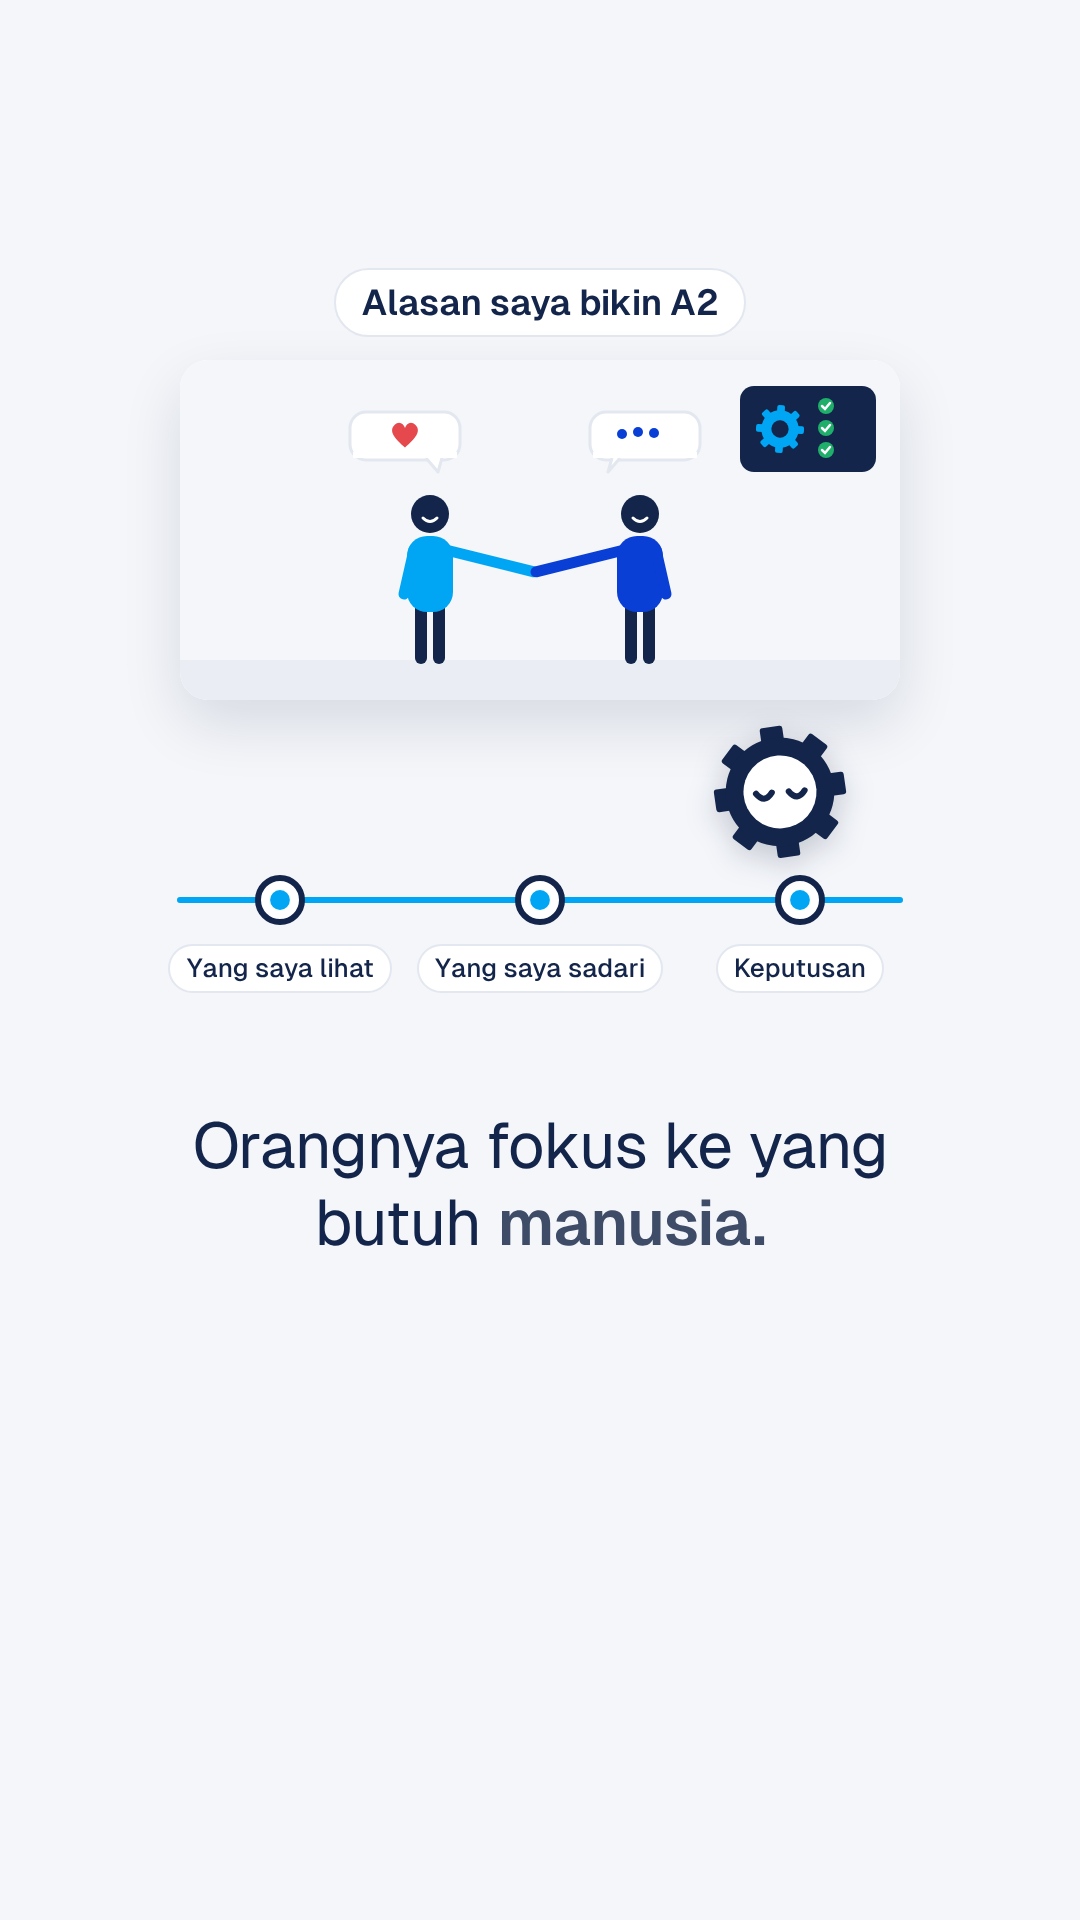 Alasan saya bikin A2
Yang saya lihat
Yang saya sadari
Keputusan
Orangnya fokus ke yang
butuh manusia.